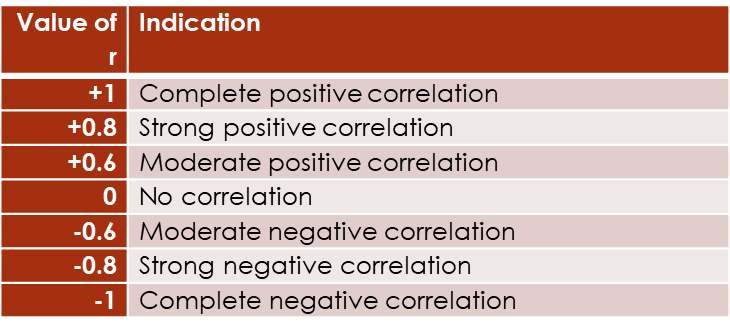 Value of r Indication
+1 Complete positive correlation
+0.8 Strong positive correlation
+0.6 Moderate positive correlation
0 No correlation
-0.6 Moderate negative correlation
-0.8 Strong negative correlation
-1 Complete negative correlation